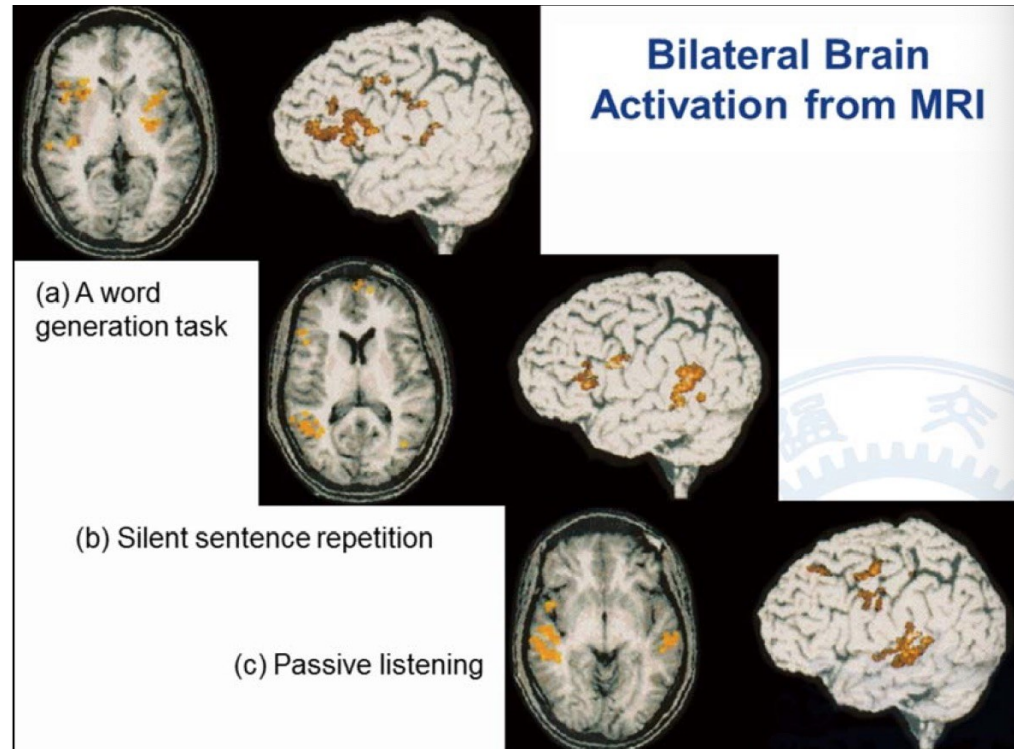 Bilateral Brain
Activation from MRI
(a) A word
generation task
(b) Silent sentence repetition
(c) Passive listening